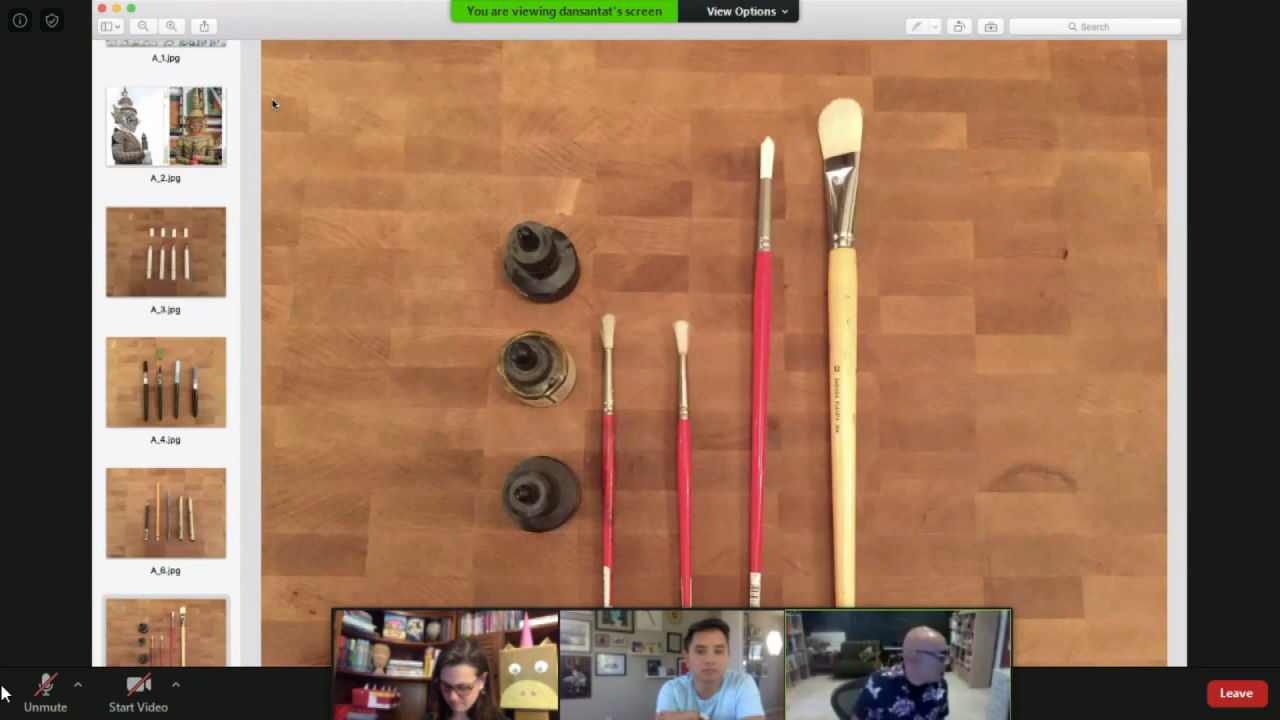 You are viewing dansantat's screen
View Options
Search
A_1.jpg
A_2.jpg
A_3.jpg
A_4.jpg
A_6.jpg
Unmute
Start Video
Leave